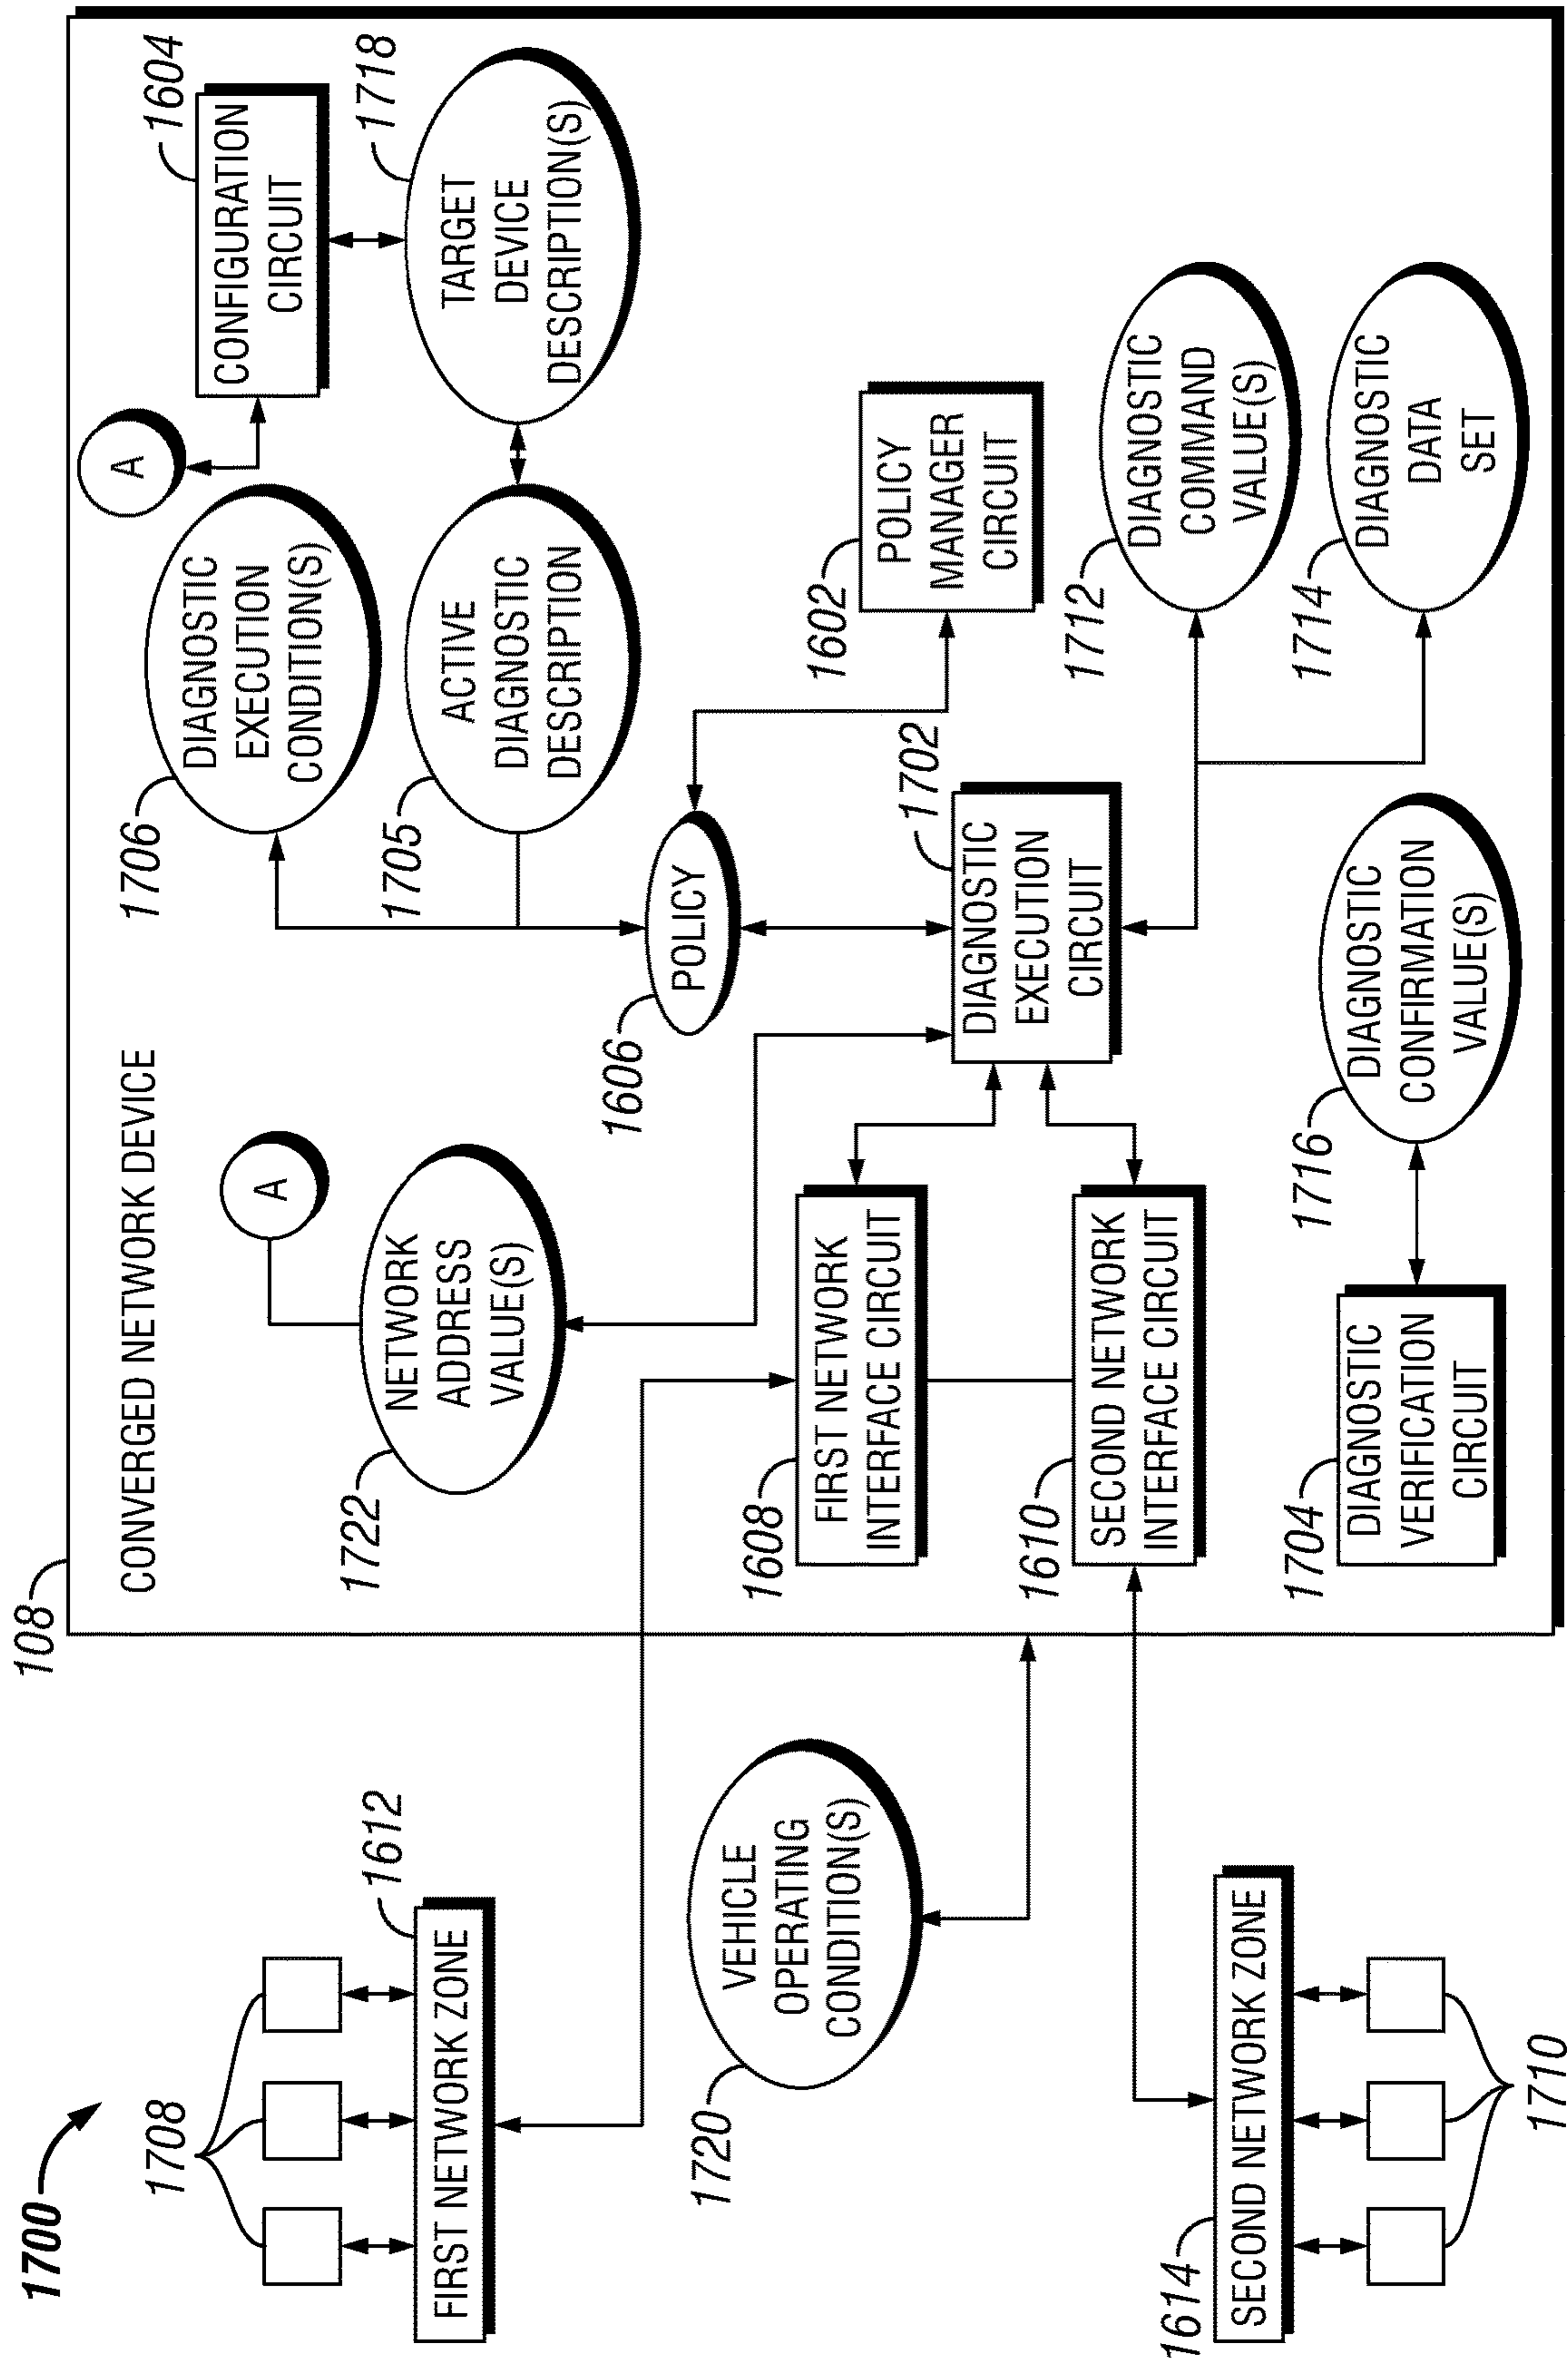 1700
108
CONVERGED NETWORK DEVICE
1708
1612
FIRST NETWORK ZONE
1722
NETWORK
ADDRESS
VALUE(S)
A
1706
DIAGNOSTIC
EXECUTION
CONDITION(S)
A
1604
CONFIGURATION
CIRCUIT
1705
ACTIVE
DIAGNOSTIC
DESCRIPTION
1718
TARGET
DEVICE
DESCRIPTION(S)
1606
POLICY
1720
VEHICLE
OPERATING
CONDITION(S)
1608
FIRST NETWORK
INTERFACE CIRCUIT
1702
DIAGNOSTIC
EXECUTION
CIRCUIT
1602
POLICY
MANAGER
CIRCUIT
1610
SECOND NETWORK
INTERFACE CIRCUIT
1712
DIAGNOSTIC
COMMAND
VALUE(S)
1614
SECOND NETWORK ZONE
1710
1704
DIAGNOSTIC
VERIFICATION
CIRCUIT
1716
DIAGNOSTIC
CONFIRMATION
VALUE(S)
1714
DIAGNOSTIC
DATA
SET